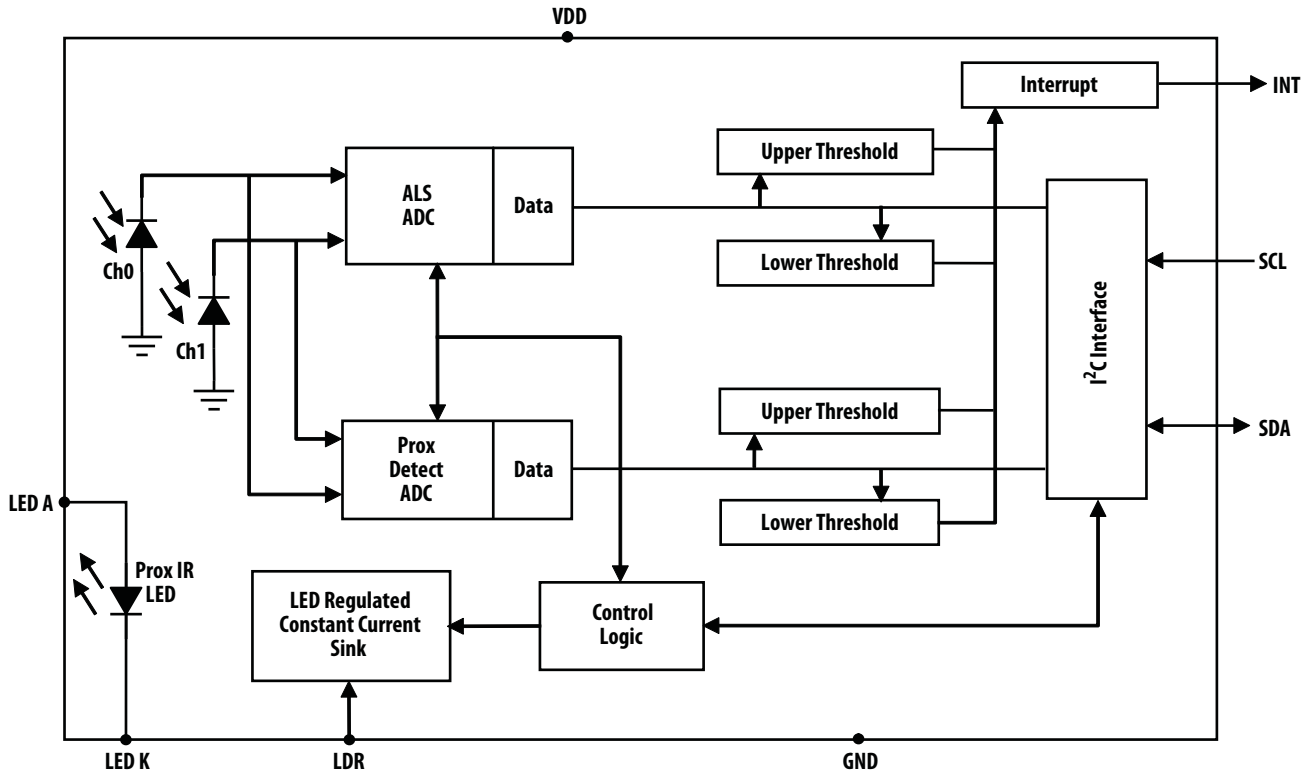 VDD
Interrupt
INT
Upper Threshold
ALS
ADC
Data
Ch0
Lower Threshold
SCL
Ch1
I²C Interface
Upper Threshold
SDA
Prox
Detect
ADC
Data
LED A
Lower Threshold
Prox IR
LED
LED Regulated
Constant Current
Sink
Control
Logic
LED K
LDR
GND